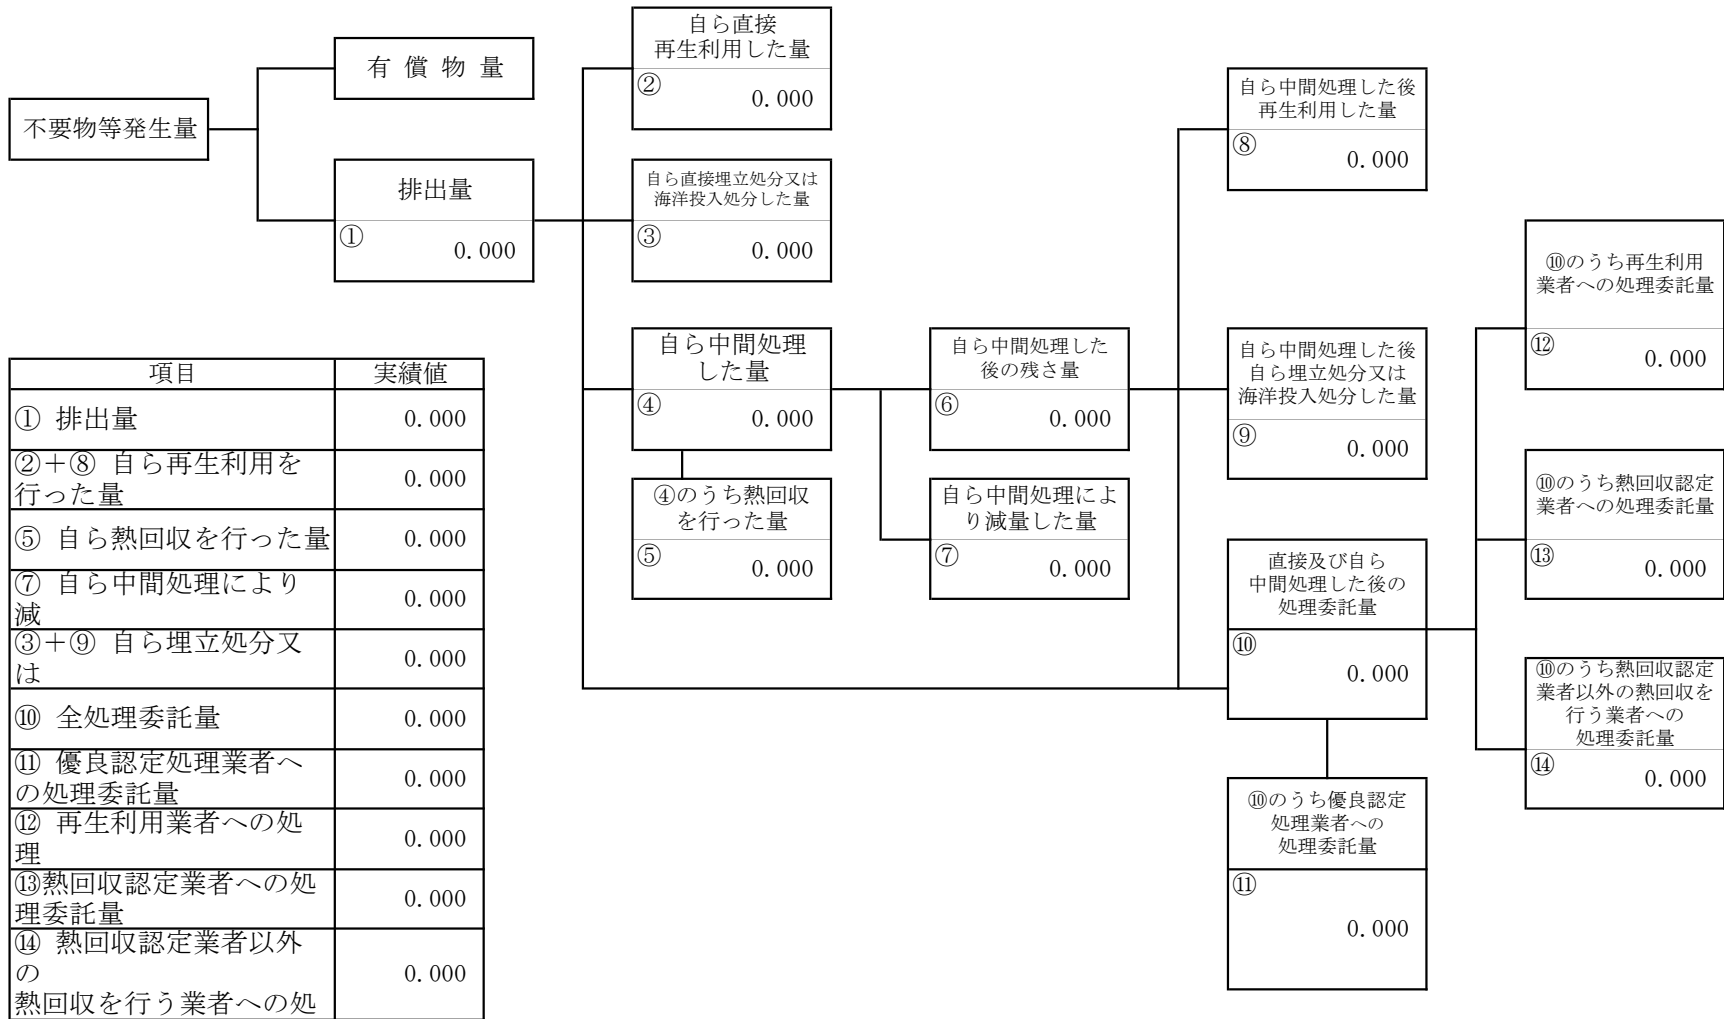 不要物等発生量
有 償 物 量
排出量
①
0.000
自ら直接
再生利用した量
②
0.000
自ら直接埋立処分又は
海洋投入処分した量
③
0.000
自ら中間処理
した量
④
0.000
④のうち熱回収
を行った量
⑤
0.000
自ら中間処理した
後の残さ量
⑥
0.000
自ら中間処理によ
り減量した量
⑦
0.000
自ら中間処理した後
再生利用した量
⑧
0.000
自ら中間処理した後
自ら埋立処分又は
海洋投入処分した量
⑨
0.000
直接及び自ら
中間処理した後の
処理委託量
⑩
0.000
⑩のうち優良認定
処理業者への
処理委託量
⑪
0.000
⑩のうち再生利用
業者への処理委託量
⑫
0.000
⑩のうち熱回収認定
業者への処理委託量
⑬
0.000
⑩のうち熱回収認定
業者以外の熱回収を
行う業者への
処理委託量
⑭
0.000
項目 実績値
① 排出量 0.000
②+⑧ 自ら再生利用を
行った量 0.000
⑤ 自ら熱回収を行った量 0.000
⑦ 自ら中間処理により
減 0.000
③+⑨ 自ら埋立処分又
は 0.000
⑩ 全処理委託量 0.000
⑪ 優良認定処理業者へ
の処理委託量 0.000
⑫ 再生利用業者への処
理 0.000
⑬熱回収認定業者への処
理委託量 0.000
⑭ 熱回収認定業者以外
の 0.000
熱回収を行う業者への処